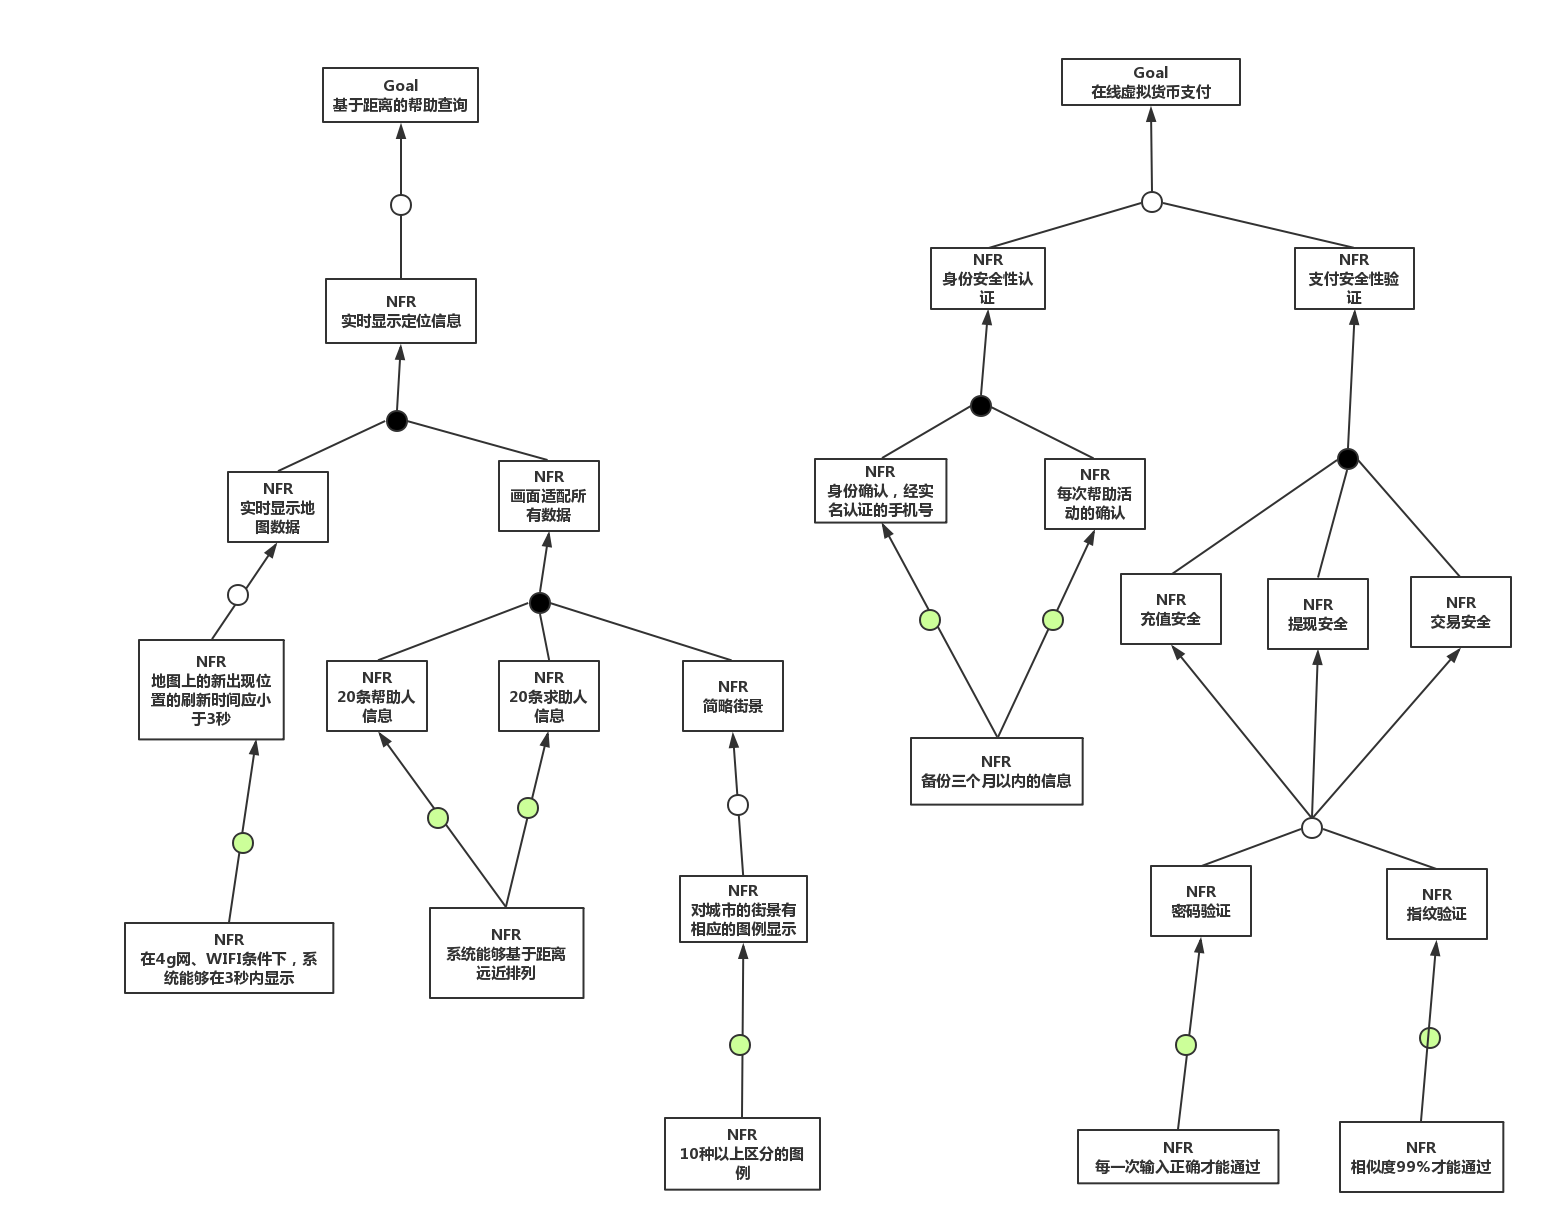 Goal
基于距离的帮助查询
NFR
实时显示定位信息
NFR
实时显示地
图数据
NFR
画面适配所
有数据
NFR
地图上的新出现位
置的刷新时间应小
于3秒
NFR
20条帮助人
信息
NFR
20条求助人
信息
NFR
简略街景
NFR
在4g网、WIFI条件下，系
统能够在3秒内显示
NFR
系统能够基于距离
远近排列
NFR
对城市的街景有
相应的图例显示
NFR
10种以上区分的图
例
Goal
在线虚拟货币支付
NFR
身份安全性认
证
NFR
支付安全性验
证
NFR
身份确认，经实
名认证的手机号
NFR
每次帮助活
动的确认
NFR
充值安全
NFR
提现安全
NFR
交易安全
NFR
备份三个月以内的信息
NFR
密码验证
NFR
指纹验证
NFR
每一次输入正确才能通过
NFR
相似度99%才能通过